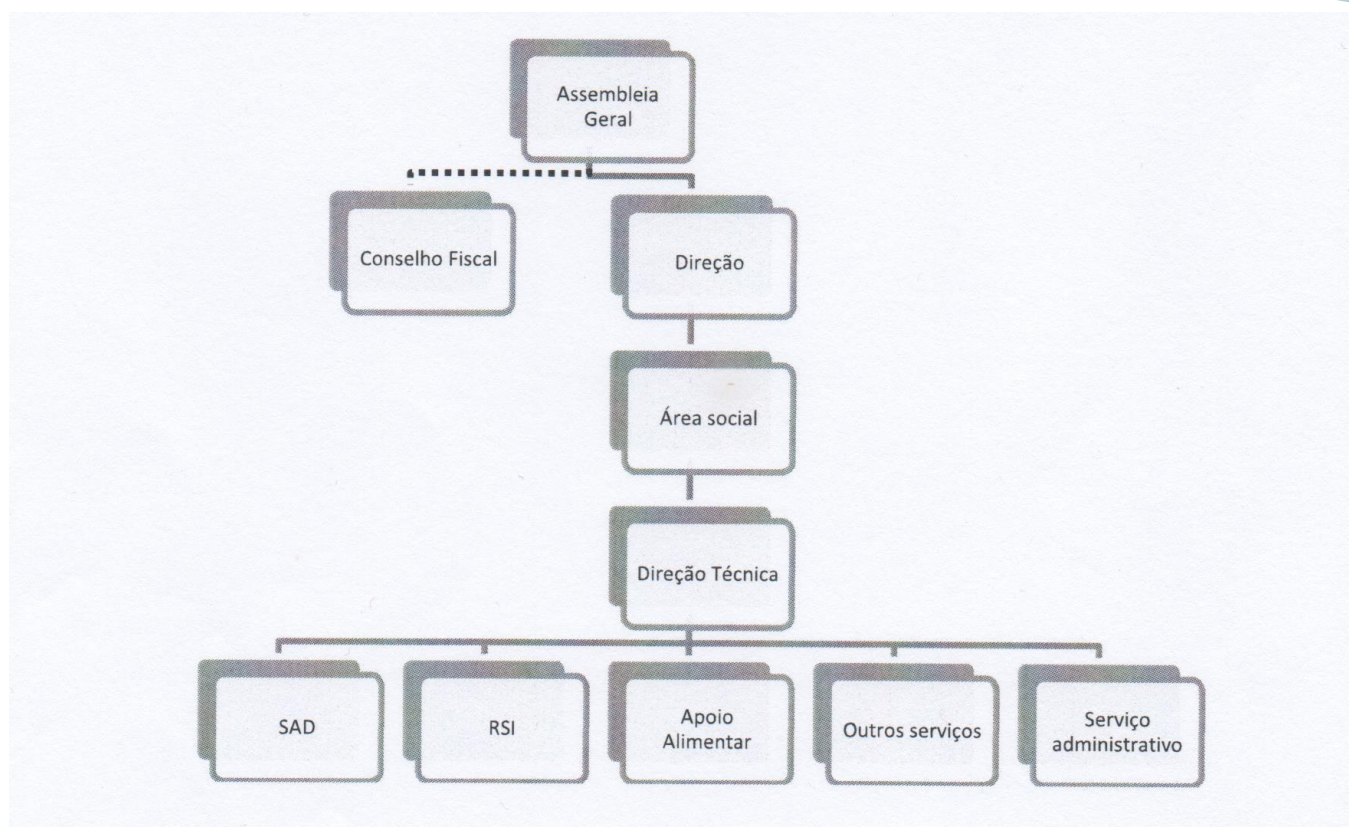 Assembleia
Geral
Conselho Fiscal
Direção
Área social
Direção Técnica
SAD
RSI
Apoio
Alimentar
Outros serviços
Serviço
administrativo